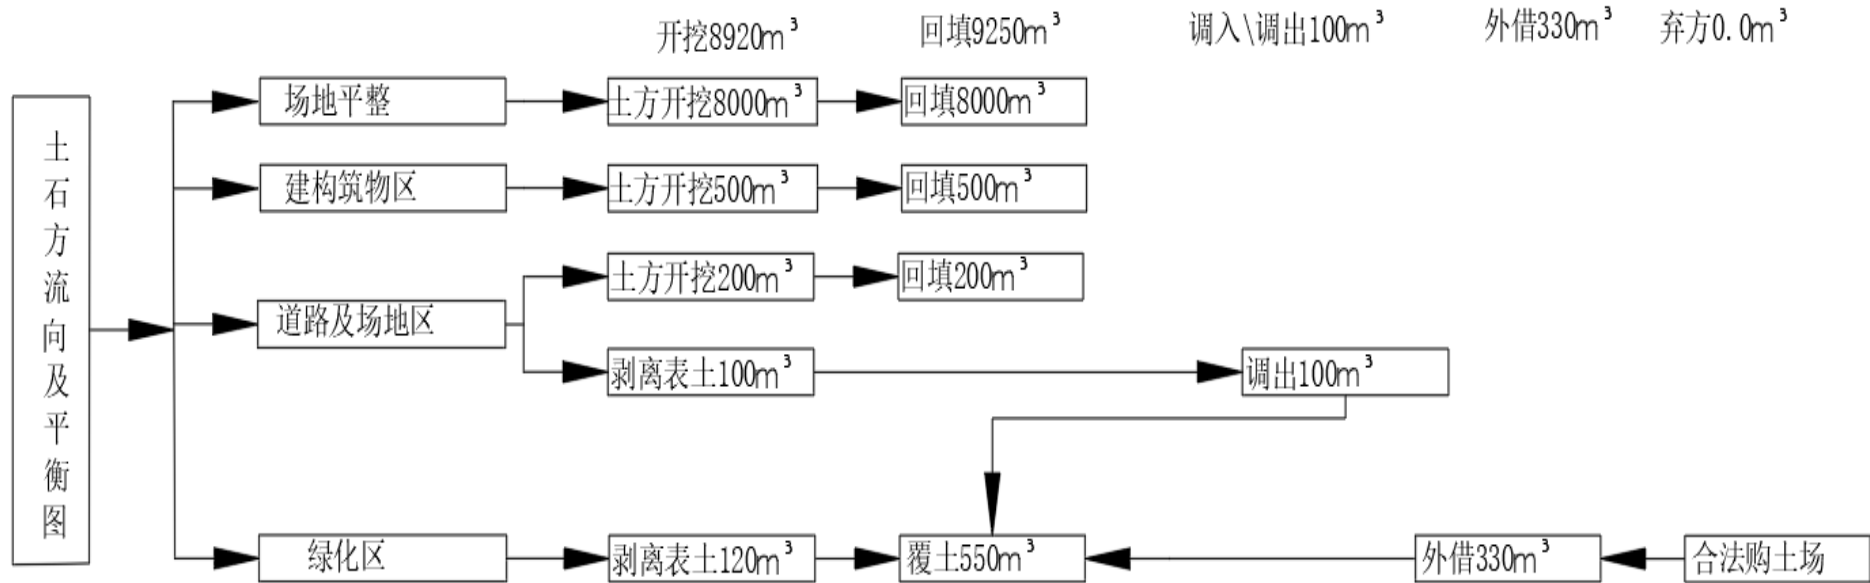 开挖8920m³
回填9250m³
调入\调出100m³
外借330m³
弃方0.0m³
土石方流向及平衡图
场地平整
土方开挖8000m³
回填8000m³
建构筑物区
土方开挖500m³
回填500m³
道路及场地区
土方开挖200m³
回填200m³
剥离表土100m³
调出100m³
绿化区
剥离表土120m³
覆土550m³
外借330m³
合法购土场